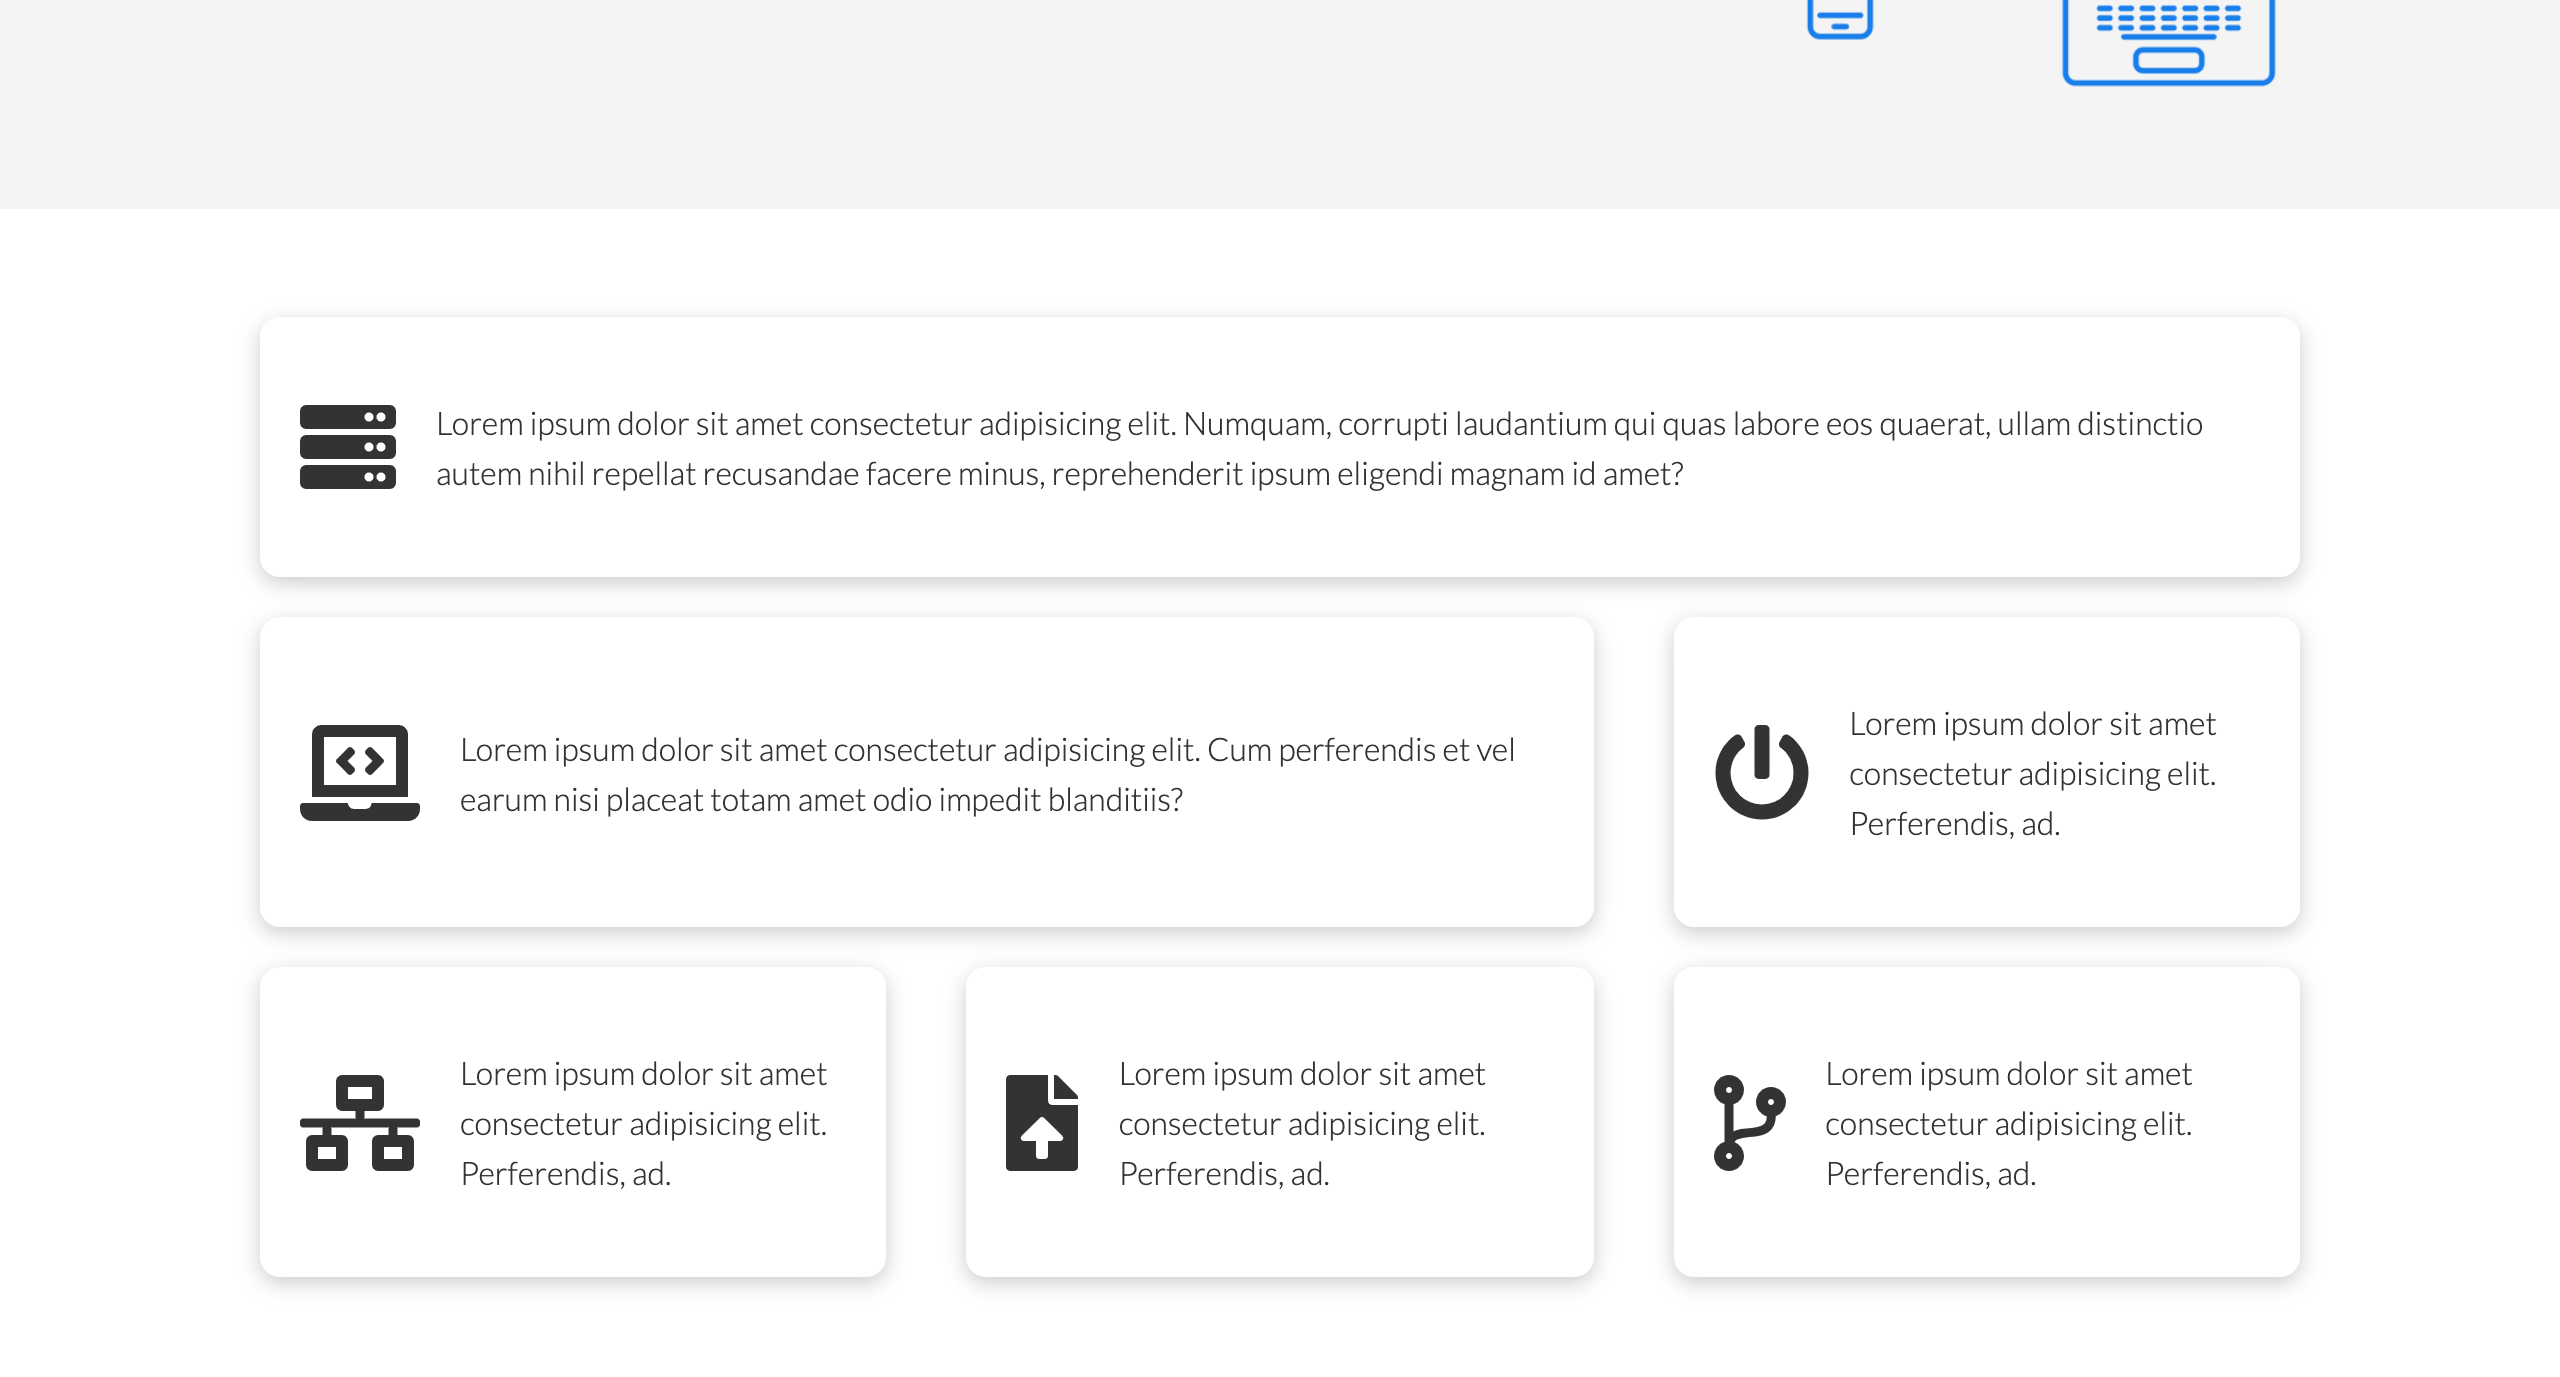 Lorem ipsum dolor sit amet consectetur adipisicing elit. Numquam, corrupti laudantium qui quas labore eos quaerat, ullam distinctio
autem nihil repellat recusandae facere minus, reprehenderit ipsum eligendi magnam id amet?
Lorem ipsum dolor sit amet consectetur adipisicing elit. Cum perferendis et vel
earum nisi placeat totam amet odio impedit blanditiis?
Lorem ipsum dolor sit amet
consectetur adipisicing elit.
Perferendis, ad.
Lorem ipsum dolor sit amet
consectetur adipisicing elit.
Perferendis, ad.
Lorem ipsum dolor sit amet
consectetur adipisicing elit.
Perferendis, ad.
Lorem ipsum dolor sit amet
consectetur adipisicing elit.
Perferendis, ad.